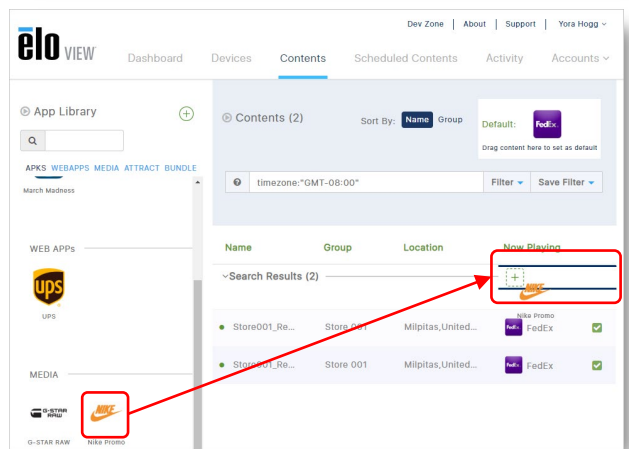 Dev Zone | About | Support | Yora Hogg
ēlo VIEW
Dashboard Devices Contents Scheduled Contents Activity Accounts
App Library
APKS WEBAPPS MEDIA ATTRACT BUNDLE
March Madness
WEB APPs
ups
UPS
MEDIA
G-STAR RAW
NIKE
G-STAR RAW Nike Promo
Contents (2)
Sort By: Name Group
Default: FedEx
Drag content here to set as default
timezone:"GMT-08:00"
Filter Save Filter
Name Group Location Now Playing
Search Results (2)
NIKE
Nike Promo
Store001_Re... Store 001 Milpitas,United... FedEx FedEx
Store001_Re... Store 001 Milpitas,United... FedEx FedEx